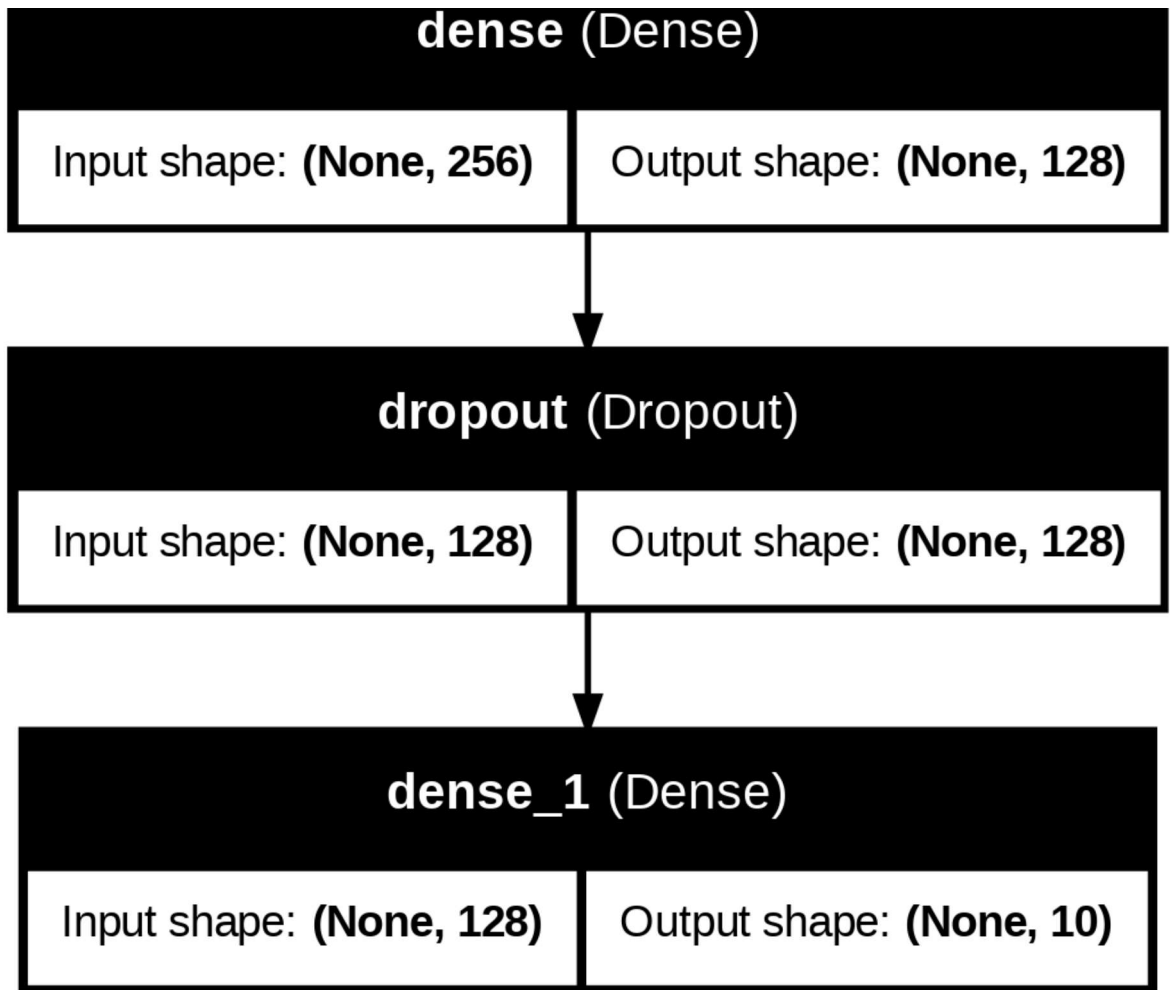 dense (Dense)
Input shape: (None, 256) Output shape: (None, 128)
dropout (Dropout)
Input shape: (None, 128) Output shape: (None, 128)
dense_1 (Dense)
Input shape: (None, 128) Output shape: (None, 10)